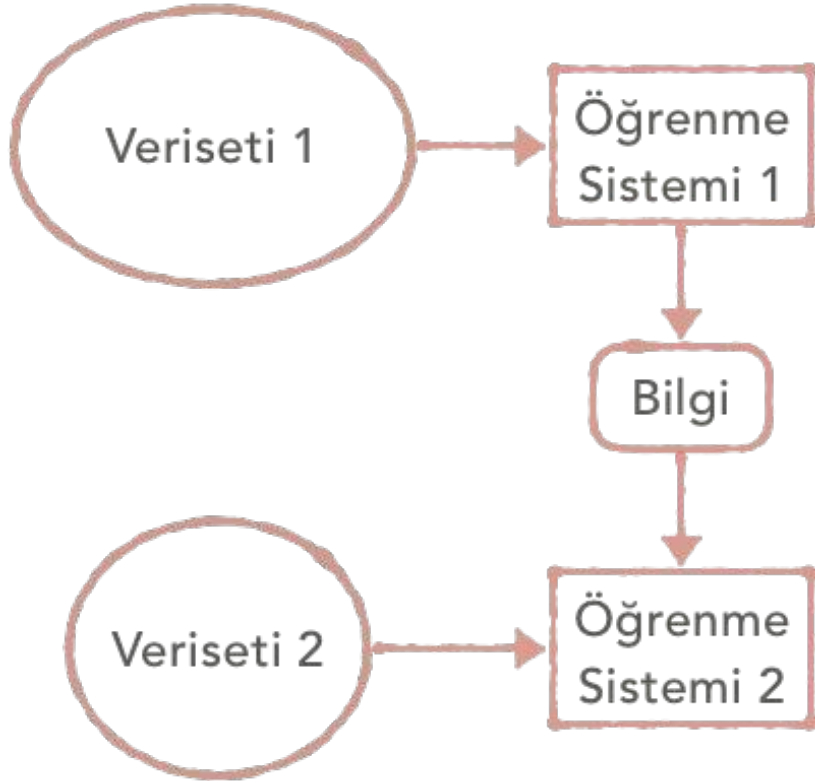 Veriseti 1
Öğrenme
Sistemi 1
Bilgi
Veriseti 2
Öğrenme
Sistemi 2